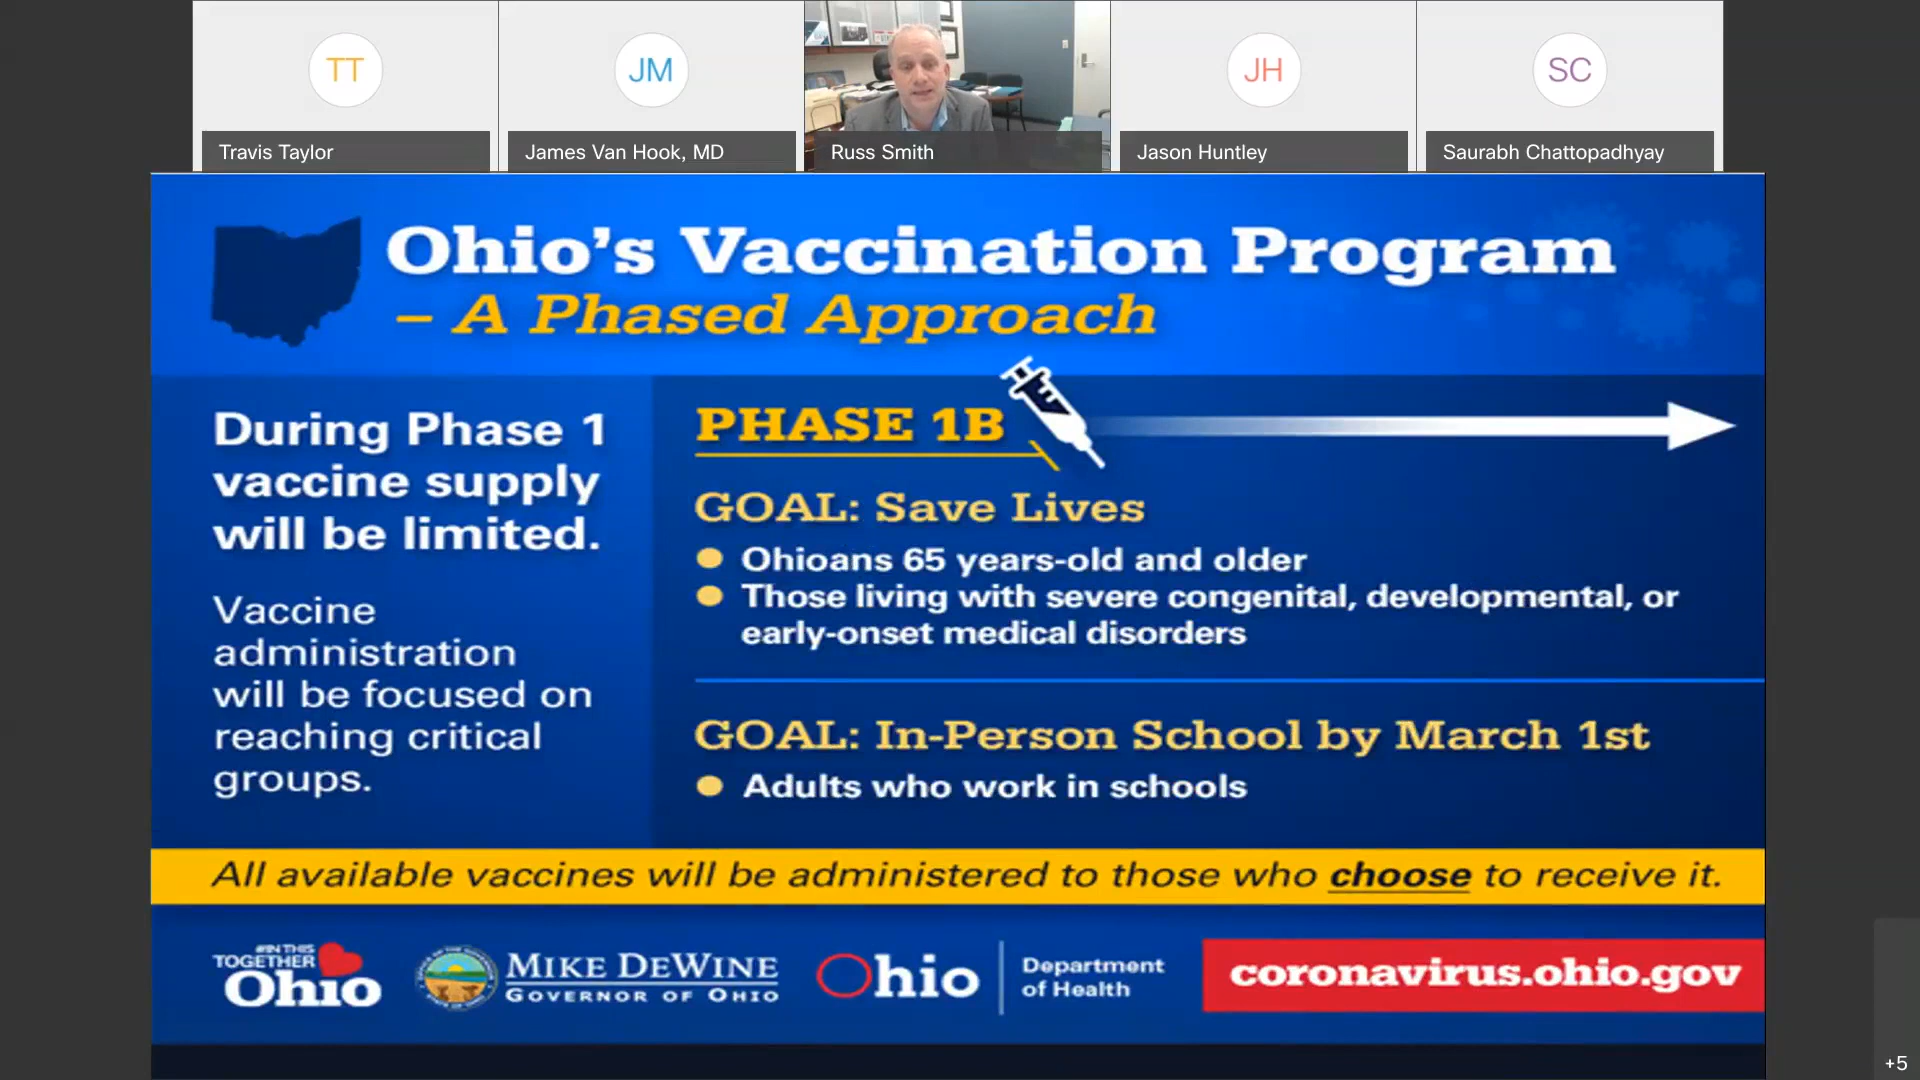 TT
JM
JH
SC
Travis Taylor
James Van Hook, MD
Russ Smith
Jason Huntley
Saurabh Chattopadhyay
Ohio's Vaccination Program
– A Phased Approach
During Phase 1
vaccine supply
will be limited.
Vaccine
administration
will be focused on
reaching critical
groups.
PHASE 1B
GOAL: Save Lives
Ohioans 65 years-old and older
Those living with severe congenital, developmental, or
early-onset medical disorders
GOAL: In-Person School by March 1st
Adults who work in schools
All available vaccines will be administered to those who choose to receive it.
#INTHIS
TOGETHER
Ohio
MIKE DEWINE
GOVERNOR OF OHIO
Ohio
Department
of Health
coronavirus.ohio.gov
+5